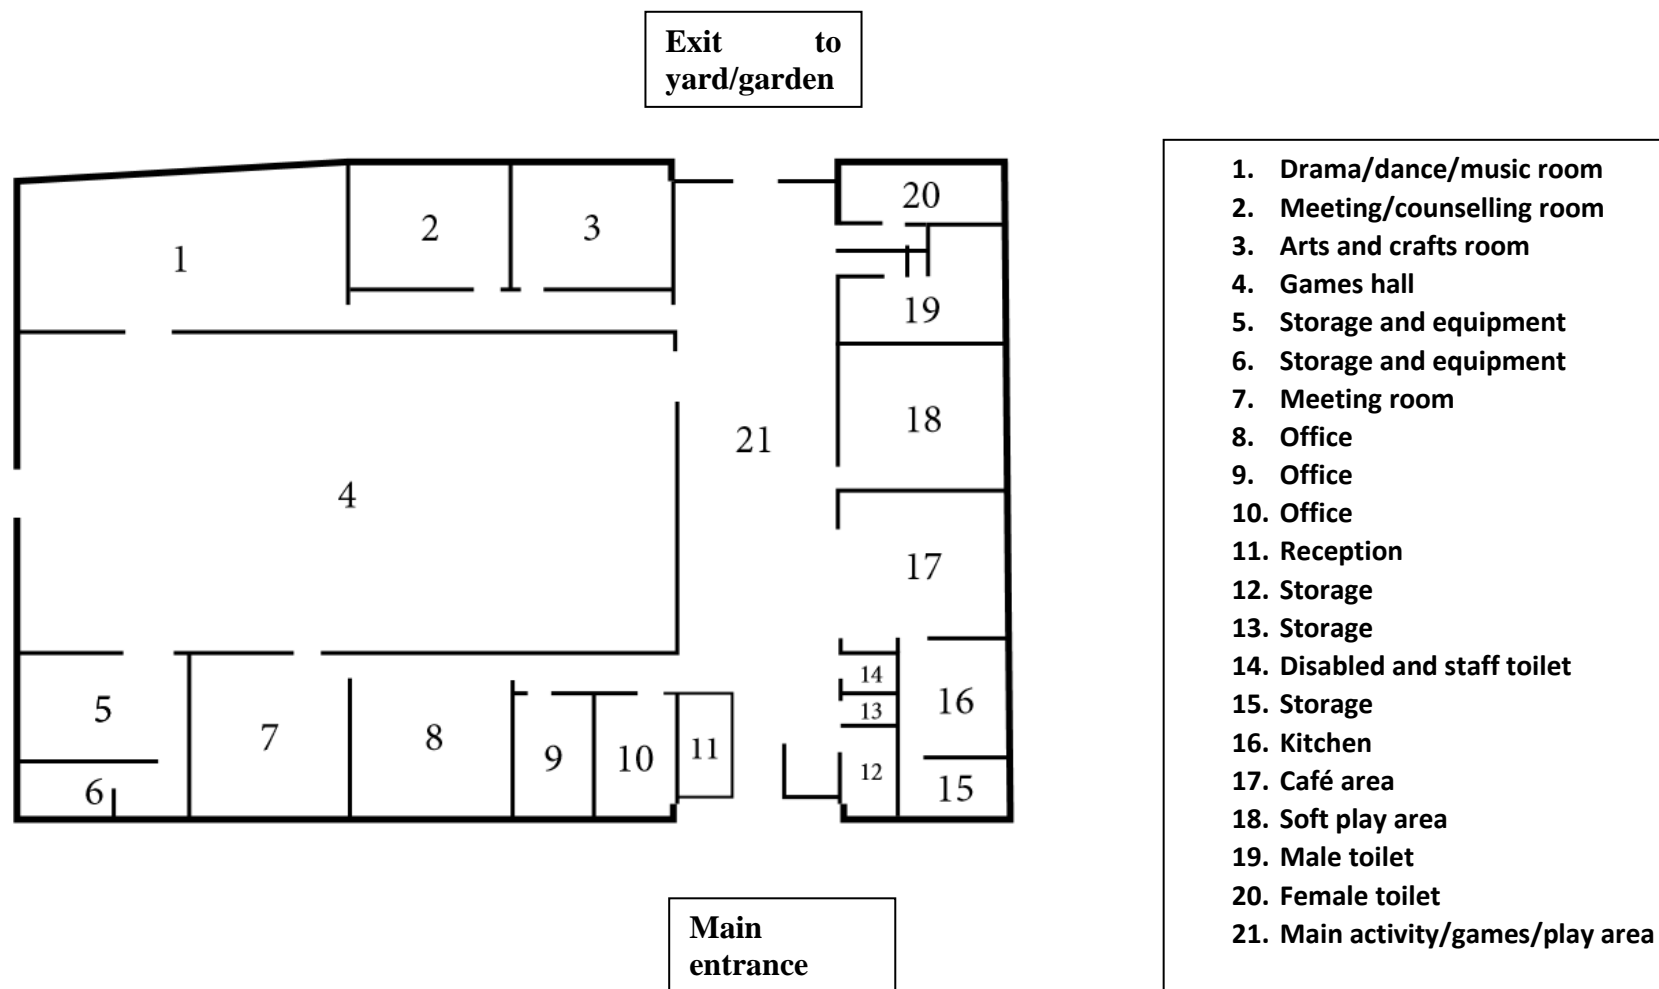 Exit to
yard/garden
1
2
3
20
19
18
21
4
17
5
6
7
8
9
10
11
14
13
12
16
15
Main
entrance
1. Drama/dance/music room
2. Meeting/counselling room
3. Arts and crafts room
4. Games hall
5. Storage and equipment
6. Storage and equipment
7. Meeting room
8. Office
9. Office
10. Office
11. Reception
12. Storage
13. Storage
14. Disabled and staff toilet
15. Storage
16. Kitchen
17. Café area
18. Soft play area
19. Male toilet
20. Female toilet
21. Main activity/games/play area